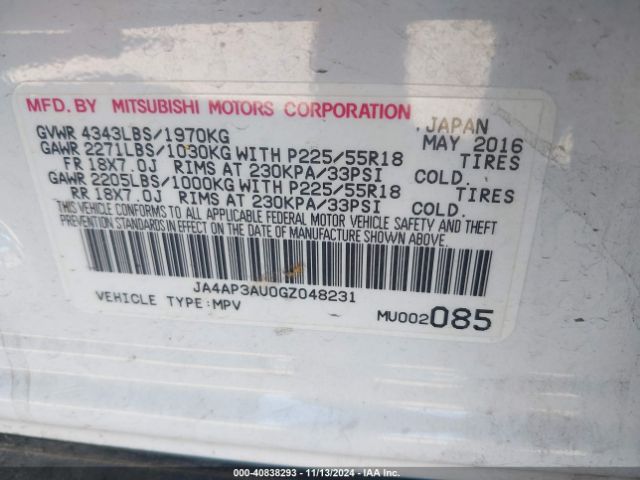 MFD. BY MITSUBISHI MOTORS CORPORATION
JAPAN
GVWR 4343LBS/1970KG MAY 2016
GAWR 2271LBS/1030KG WITH P225/55R18 TIRES
FR 18X7.0J RIMS AT 230KPA/33PSI COLD.
GAWR 2205LBS/1000KG WITH P225/55R18 TIRES
RR 18X7.0J RIMS AT 230KPA/33PSI COLD.
THIS VEHICLE CONFORMS TO ALL APPLICABLE FEDERAL MOTOR VEHICLE SAFETY AND THEFT
PREVENTION STANDARDS IN EFFECT ON THE DATE OF MANUFACTURE SHOWN ABOVE.
JA4AP3AU0GZ048231
VEHICLE TYPE:MPV MU002085
000-40838293 - 11/13/2024 - IAA Inc.